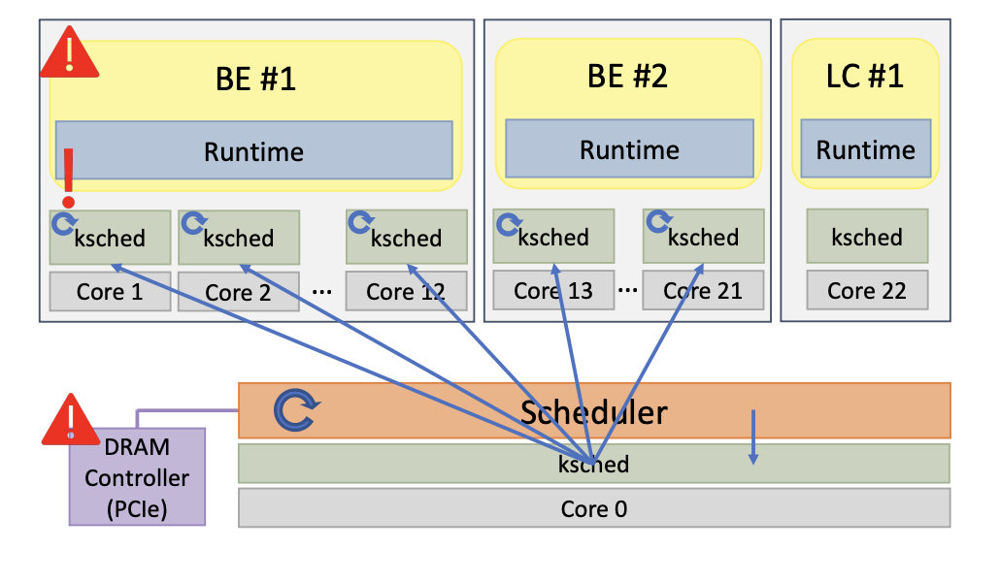 BE #1
BE #2
LC #1
Runtime
Runtime
Runtime
!
ksched
ksched
ksched
ksched
ksched
ksched
Core 1
Core 2
...
Core 12
Core 13
...
Core 21
Core 22
Scheduler
DRAM
Controller
(PCIe)
ksched
Core 0